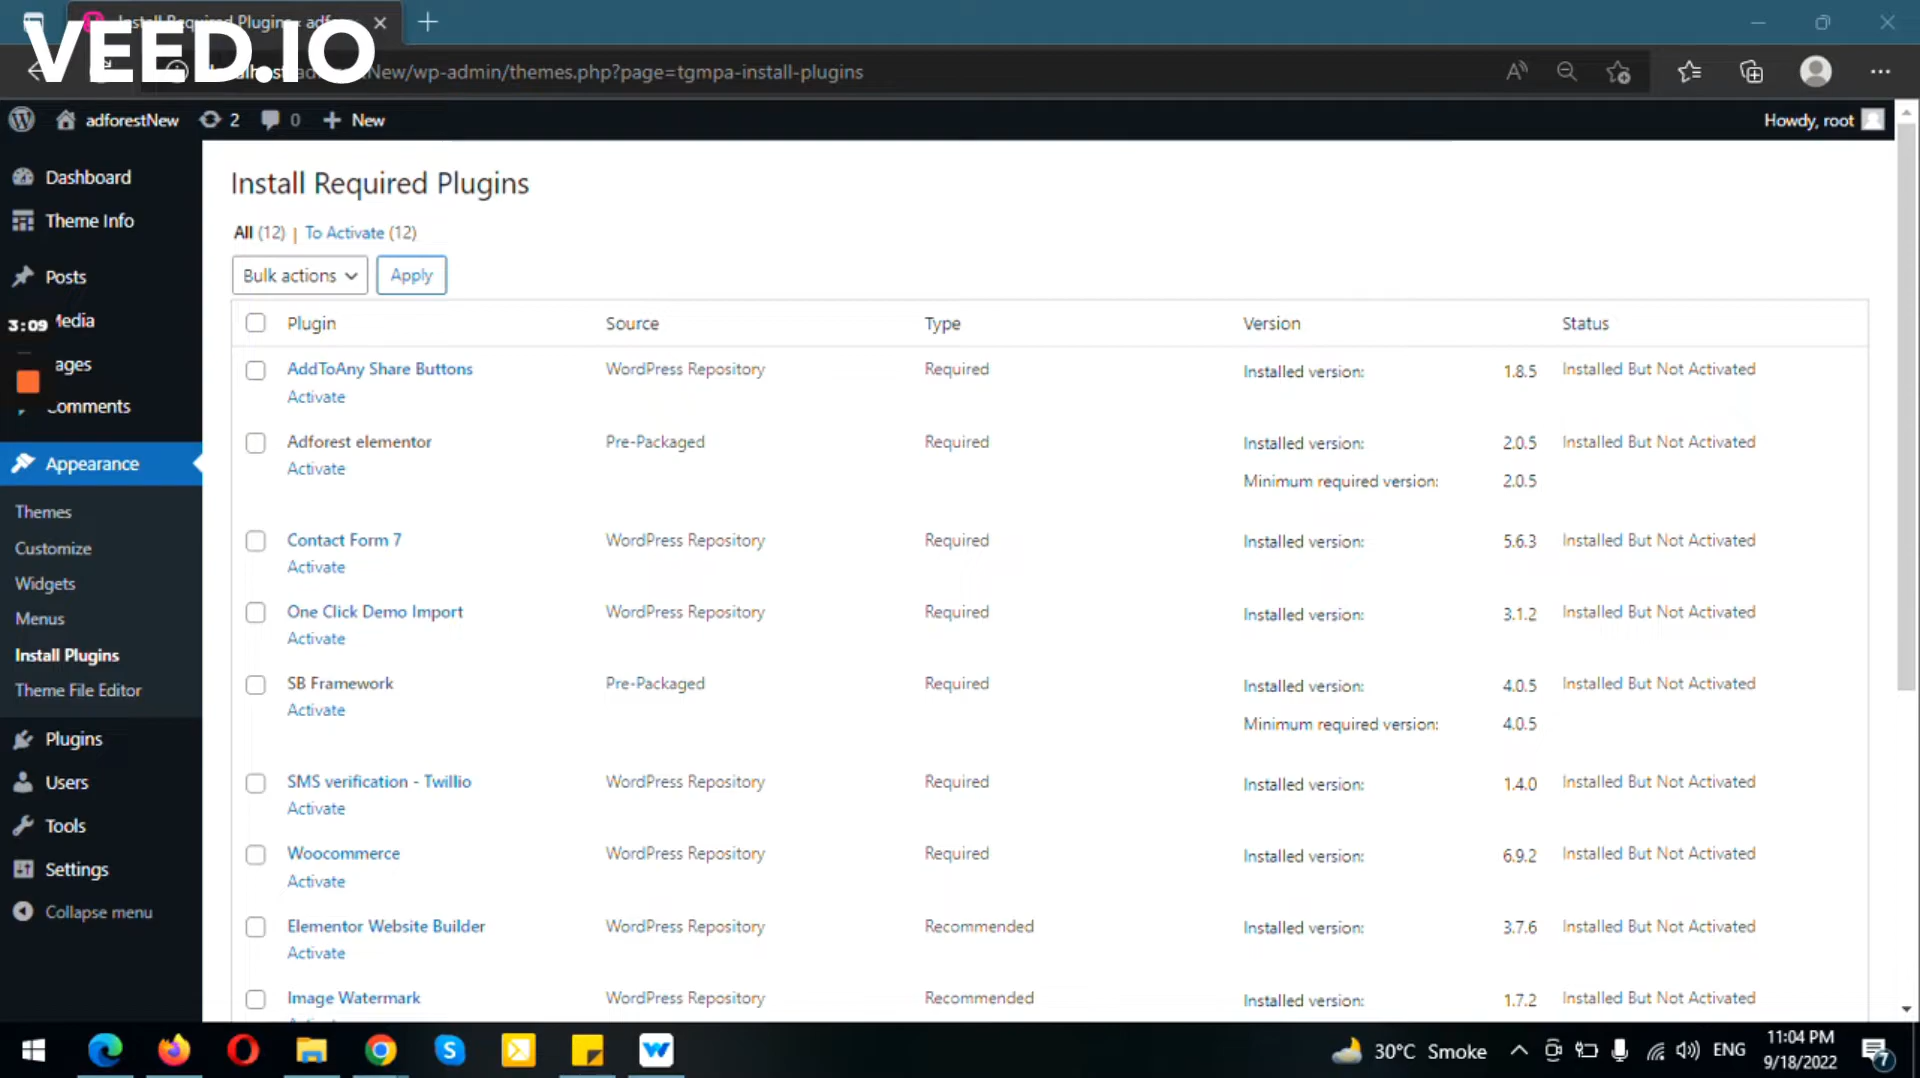 Install Required Plugins
VEED.IO
New/wp-admin/themes.php?page=tgmpa-install-plugins
adforestNew 2 0 New
Howdy, root
Dashboard
Theme Info
Posts
3:09
Media
ages
omments
Appearance
Themes
Customize
Widgets
Menus
Install Plugins
Theme File Editor
Plugins
Users
Tools
Settings
Collapse menu
Install Required Plugins
All (12) | To Activate (12)
Bulk actions Apply
Plugin Source Type Version Status
AddToAny Share Buttons WordPress Repository Required Installed version: 1.8.5 Installed But Not Activated
Activate
Adforest elementor Pre-Packaged Required Installed version: 2.0.5 Installed But Not Activated
Activate
Minimum required version: 2.0.5
Contact Form 7 WordPress Repository Required Installed version: 5.6.3 Installed But Not Activated
Activate
One Click Demo Import WordPress Repository Required Installed version: 3.1.2 Installed But Not Activated
Activate
SB Framework Pre-Packaged Required Installed version: 4.0.5 Installed But Not Activated
Activate
Minimum required version: 4.0.5
SMS verification - Twillio WordPress Repository Required Installed version: 1.4.0 Installed But Not Activated
Activate
Woocommerce WordPress Repository Required Installed version: 6.9.2 Installed But Not Activated
Activate
Elementor Website Builder WordPress Repository Recommended Installed version: 3.7.6 Installed But Not Activated
Activate
Image Watermark WordPress Repository Recommended Installed version: 1.7.2 Installed But Not Activated
30°C Smoke ENG
11:04 PM
9/18/2022
7